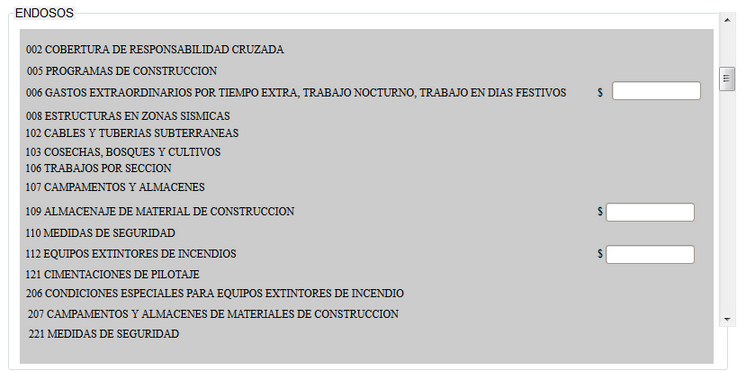 ENDOSOS
002 COBERTURA DE RESPONSABILIDAD CRUZADA
005 PROGRAMAS DE CONSTRUCCION
006 GASTOS EXTRAORDINARIOS POR TIEMPO EXTRA, TRABAJO NOCTURNO, TRABAJO EN DIAS FESTIVOS $
008 ESTRUCTURAS EN ZONAS SISMICAS
102 CABLES Y TUBERIAS SUBTERRANEAS
103 COSECHAS, BOSQUES Y CULTIVOS
106 TRABAJOS POR SECCION
107 CAMPAMENTOS Y ALMACENES
109 ALMACENAJE DE MATERIAL DE CONSTRUCCION $
110 MEDIDAS DE SEGURIDAD
112 EQUIPOS EXTINTORES DE INCENDIOS $
121 CIMENTACIONES DE PILOTAJE
206 CONDICIONES ESPECIALES PARA EQUIPOS EXTINTORES DE INCENDIO
207 CAMPAMENTOS Y ALMACENES DE MATERIALES DE CONSTRUCCION
221 MEDIDAS DE SEGURIDAD